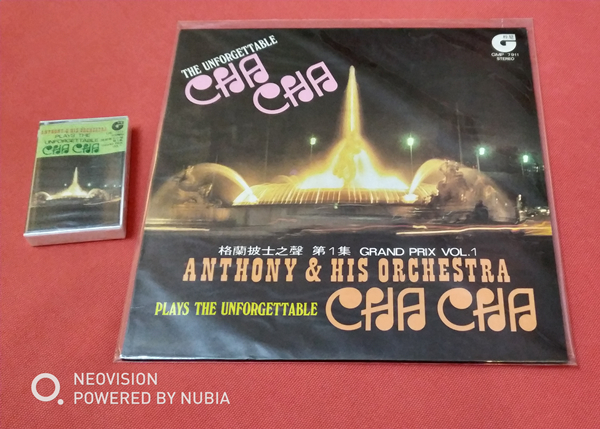 THE UNFORGETTABLE
CHA
CHA
GMP 7911
STEREO
格蘭披士之聲 第1集 GRAND PRIX VOL.1
ANTHONY & HIS ORCHESTRA
PLAYS THE UNFORGETTABLE CHA CHA
ANTHONY & HIS ORCHESTRA
PLAYS THE
UNFORGETTABLE
CHA CHA
NEOVISION
POWERED BY NUBIA